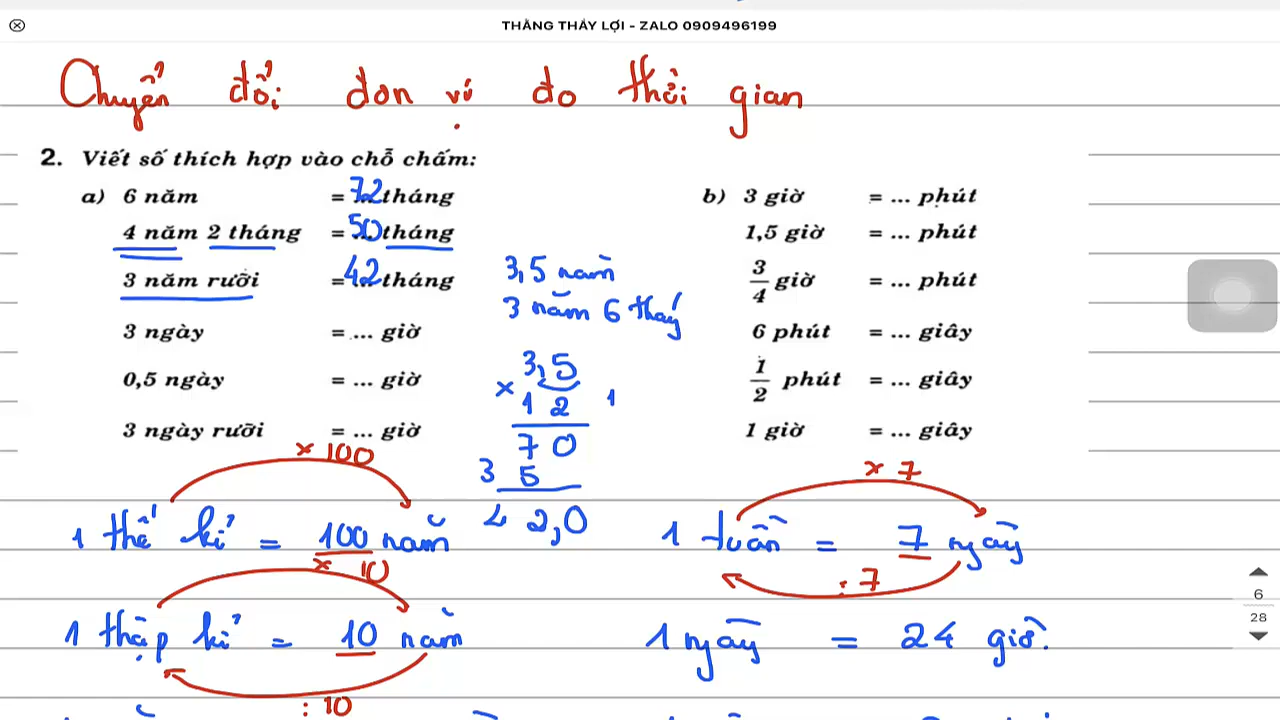 THẦNG THẦY LỢI - ZALO 0909496199
Chuyển đổi đơn vị đo thời gian
2. Viết số thích hợp vào chỗ chấm:
a) 6 năm = 72 tháng
4 năm 2 tháng = 50 tháng
3 năm rưỡi = 42 tháng
3 ngày = ... giờ
0,5 ngày = ... giờ
3 ngày rưỡi = ... giờ
3,5 năm
3 năm 6 tháng
3,5
× 12 1
70
3 5
42,0
b) 3 giờ = ... phút
1,5 giờ = ... phút
3/4 giờ = ... phút
6 phút = ... giây
1/2 phút = ... giây
1 giờ = ... giây
× 100
1 thế kỉ = 100 năm
× 10
1 thập kỉ = 10 năm
: 10
× 7
1 tuần = 7 ngày
: 7
1 ngày = 24 giờ.
6
28